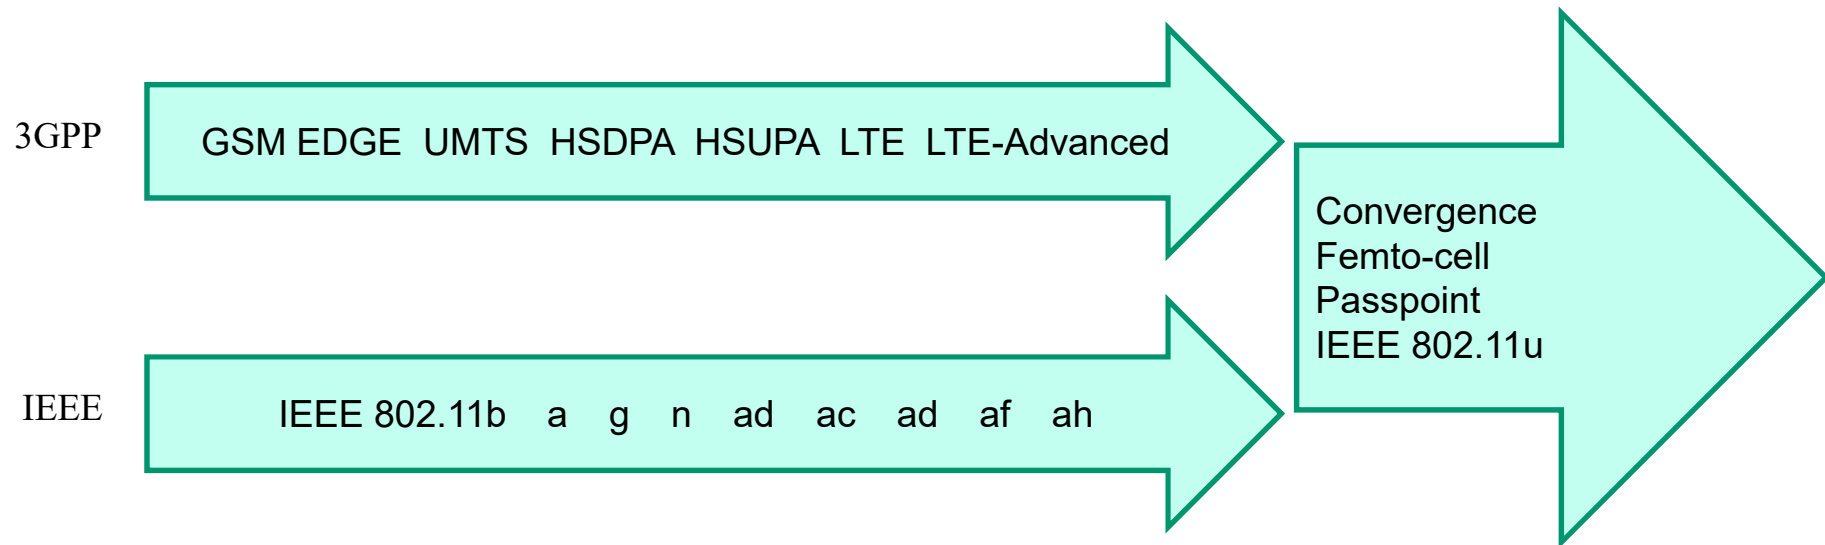 3GPP
GSM EDGE UMTS HSDPA HSUPA LTE LTE-Advanced
IEEE
IEEE 802.11b a g n ad ac ad af ah
Convergence
Femto-cell
Passpoint
IEEE 802.11u